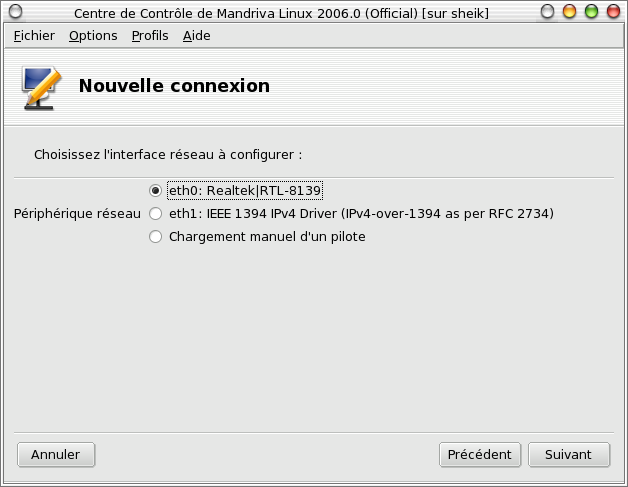 Centre de Contrôle de Mandriva Linux 2006.0 (Official) [sur sheik]
Fichier Options Profils Aide
Nouvelle connexion
Choisissez l'interface réseau à configurer :
eth0: Realtek|RTL-8139
Périphérique réseau eth1: IEEE 1394 IPv4 Driver (IPv4-over-1394 as per RFC 2734)
Chargement manuel d'un pilote
Annuler Précédent Suivant